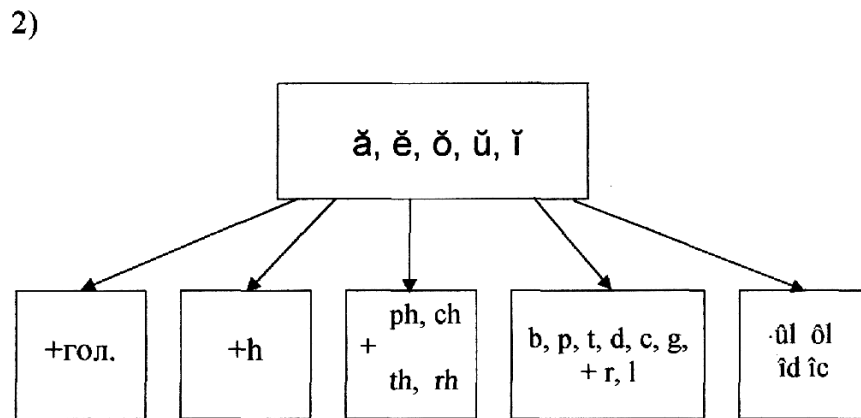 2)
ă, ĕ, ŏ, ŭ, ĭ
+гол.
+h
+
ph, ch
th, rh
b, p, t, d, c, g,
+ r, l
ûl ôl
îd îc